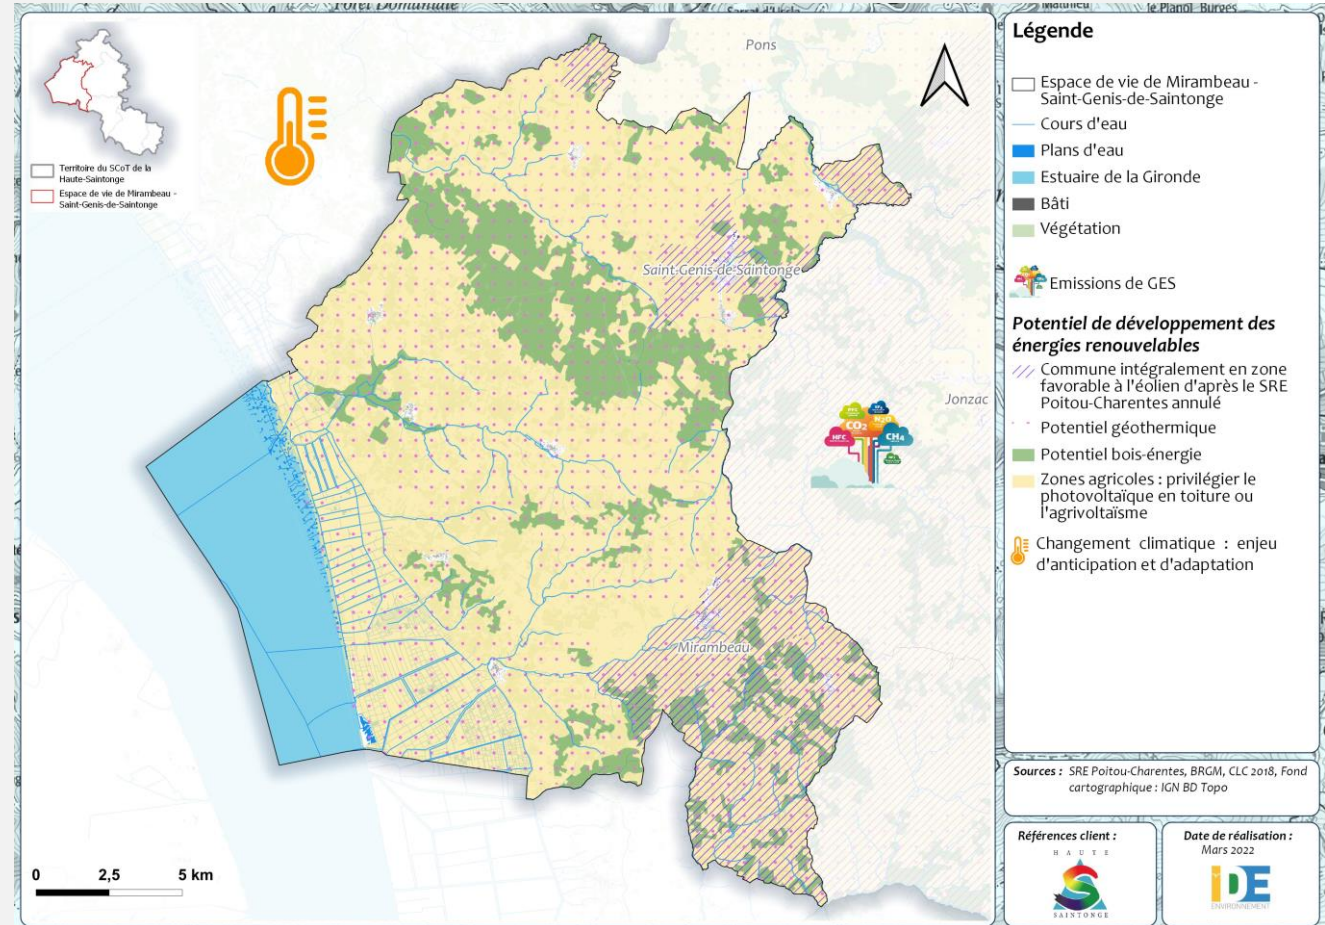 Forêt Domaniale
le Planol Burges
Pons
Territoire du SCoT de la
Haute-Saintonge
Espace de vie de Mirambeau -
Saint-Genis-de-Saintonge
Saint-Genis-de-Saintonge
Jonzac
HFC
CO2
CH4
Mirambeau
0 2,5 5 km
Légende
Espace de vie de Mirambeau -
Saint-Genis-de-Saintonge
Cours d'eau
Plans d'eau
Estuaire de la Gironde
Bâti
Végétation
Emissions de GES
Potentiel de développement des
énergies renouvelables
Commune intégralement en zone
favorable à l'éolien d'après le SRE
Poitou-Charentes annulé
Potentiel géothermique
Potentiel bois-énergie
Zones agricoles : privilégier le
photovoltaïque en toiture ou
l'agrivoltaïsme
Changement climatique : enjeu
d'anticipation et d'adaptation
Sources : SRE Poitou-Charentes, BRGM, CLC 2018, Fond
cartographique : IGN BD Topo
Références client :
HAUTE
SAINTONGE
Date de réalisation :
Mars 2022
IDE
ENVIRONNEMENT